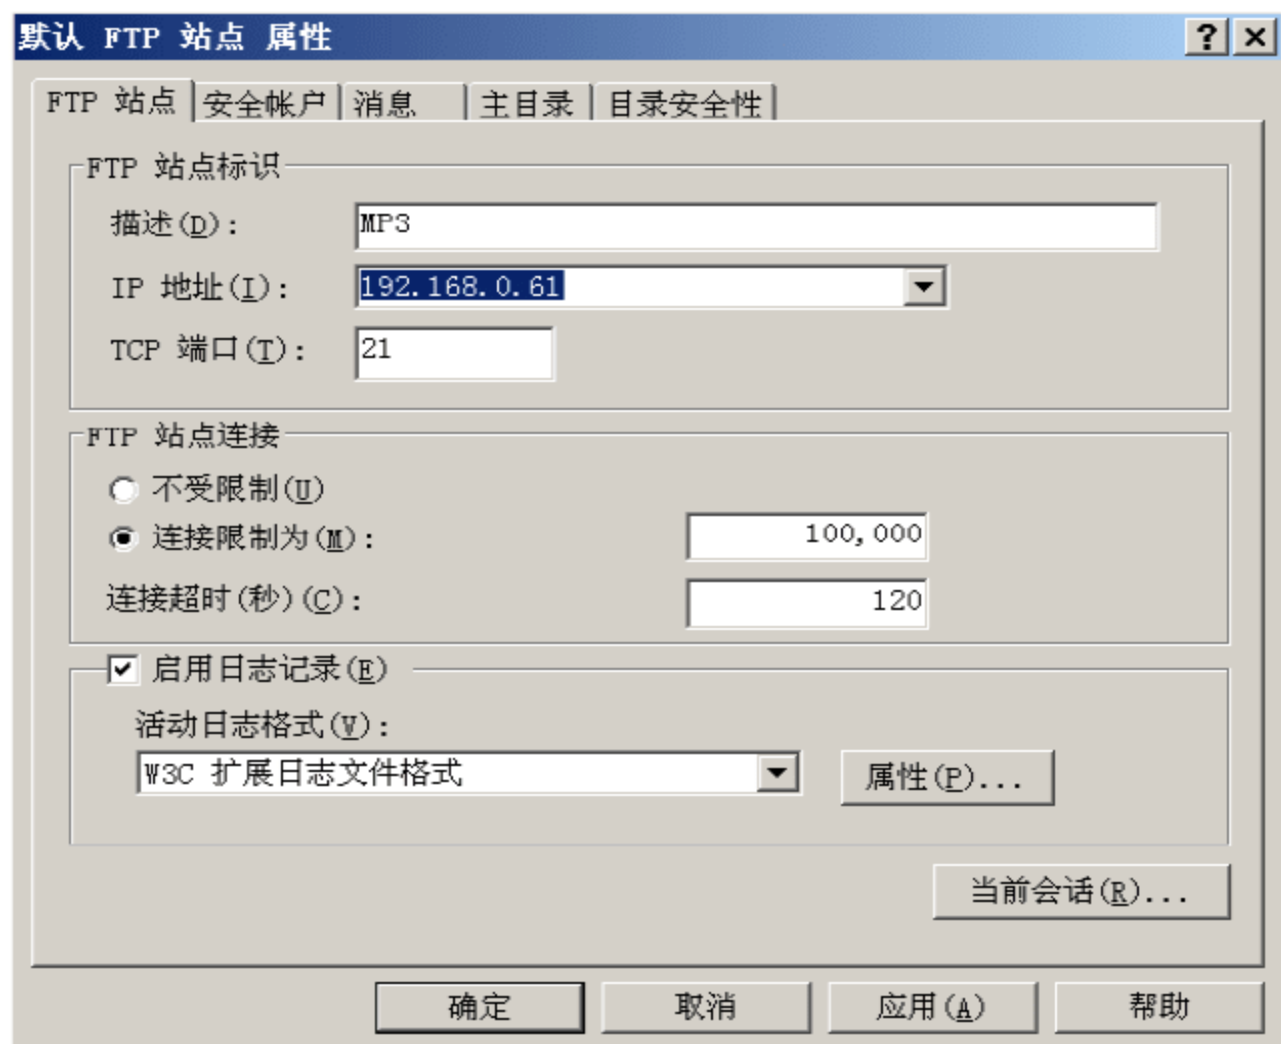 默认 FTP 站点 属性
FTP 站点 安全帐户 消息 主目录 目录安全性
FTP 站点标识
描述(D): MP3
IP 地址(I): 192.168.0.61
TCP 端口(T): 21
FTP 站点连接
不受限制(U)
连接限制为(M): 100,000
连接超时(秒)(C): 120
启用日志记录(E)
活动日志格式(V):
W3C 扩展日志文件格式 属性(P)...
当前会话(R)...
确定 取消 应用(A) 帮助